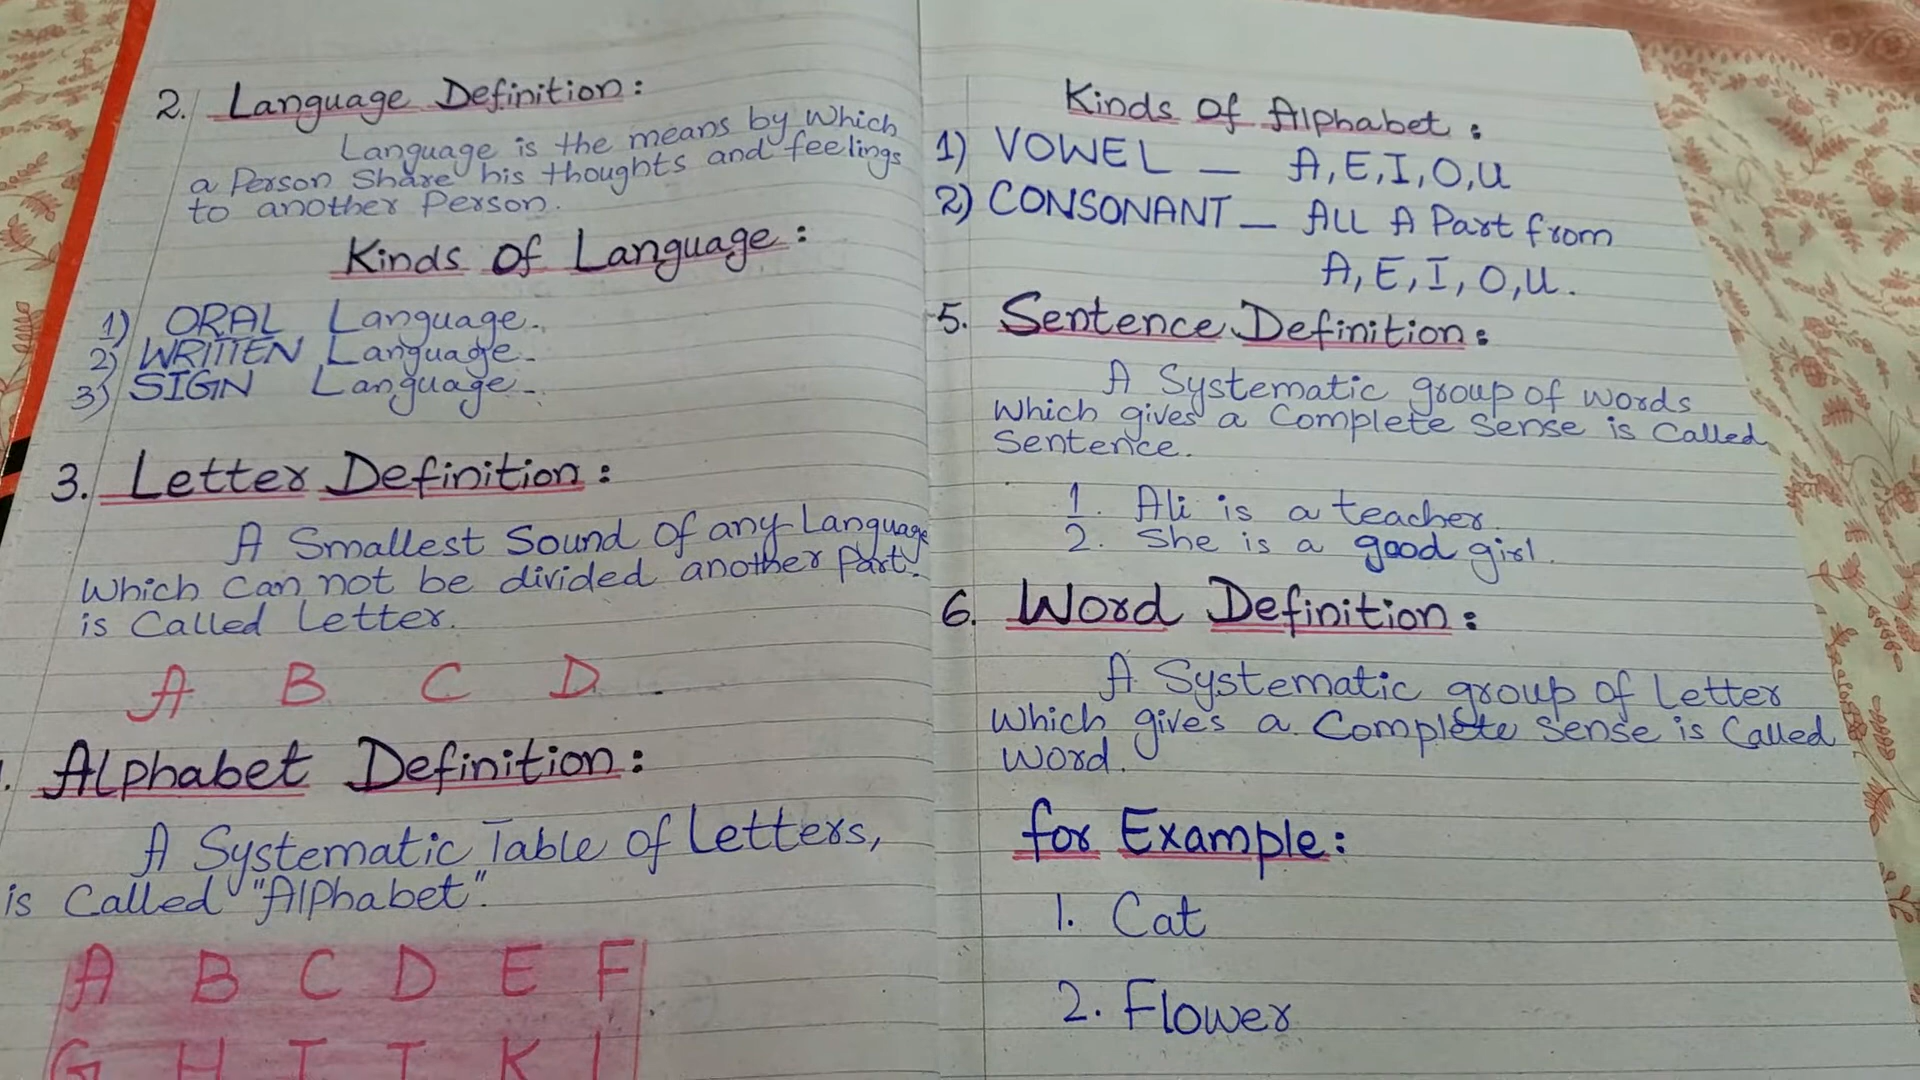 2. Language Definition:
Language is the means by which
a Person Share his thoughts and feelings
to another Person.
Kinds of Language:
1) ORAL Language.
2) WRITTEN Language.
3) SIGN Language.
3. Letter Definition:
A Smallest Sound of any Language
which can not be divided another part.
is Called Letter.
A B C D
. Alphabet Definition:
A Systematic Table of Letters,
is Called "Alphabet".
A B C D E F
G H I J K L
Kinds of Alphabet:
1) VOWEL _ A, E, I, O, U
2) CONSONANT _ ALL A Part from
A, E, I, O, U.
5. Sentence Definition:
A Systematic group of words
which gives a Complete Sense is Called
Sentence.
1. Ali is a teacher.
2. She is a good girl.
6. Word Definition:
A Systematic group of Letter
which gives a Complete Sense is Called
Word.
for Example:
1. Cat
2. Flower